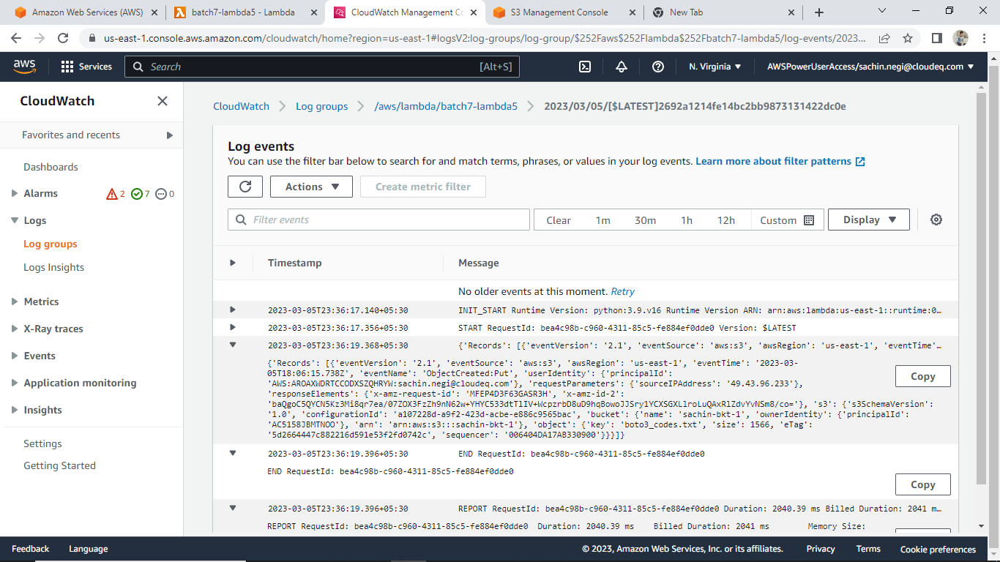 Amazon Web Services (AWS)
batch7-lambda5 - Lambda
CloudWatch Management Co
S3 Management Console
New Tab
us-east-1.console.aws.amazon.com/cloudwatch/home?region=us-east-1#logsV2:log-groups/log-group/$252Faws$252Flambda$252Fbatch7-lambda5/log-events/2023...
aws
Services
Search
[Alt+S]
N. Virginia
AWSPowerUserAccess/sachin.negi@cloudeq.com
CloudWatch
Favorites and recents
Dashboards
Alarms
2
7
0
Logs
Log groups
Logs Insights
Metrics
X-Ray traces
Events
Application monitoring
Insights
Settings
Getting Started
CloudWatch
Log groups
/aws/lambda/batch7-lambda5
2023/03/05/[$LATEST]2692a1214fe14bc2bb9873131422dc0e
Log events
You can use the filter bar below to search for and match terms, phrases, or values in your log events. Learn more about filter patterns
Actions
Create metric filter
Filter events
Clear
1m
30m
1h
12h
Custom
Display
Timestamp
Message
No older events at this moment. Retry
2023-03-05T23:36:17.140+05:30
INIT_START Runtime Version: python:3.9.v16 Runtime Version ARN: arn:aws:lambda:us-east-1::runtime:0…
2023-03-05T23:36:17.356+05:30
START RequestId: bea4c98b-c960-4311-85c5-fe884ef0dde0 Version: $LATEST
2023-03-05T23:36:19.368+05:30
{'Records': [{'eventVersion': '2.1', 'eventSource': 'aws:s3', 'awsRegion': 'us-east-1', 'eventTime'…
{'Records': [{'eventVersion': '2.1', 'eventSource': 'aws:s3', 'awsRegion': 'us-east-1', 'eventTime': '2023-03-
05T18:06:15.738Z', 'eventName': 'ObjectCreated:Put', 'userIdentity': {'principalId':
'AWS:AROAXWDRTCCODXSZQHRYW:sachin.negi@cloudeq.com'}, 'requestParameters': {'sourceIPAddress': '49.43.96.233'},
'responseElements': {'x-amz-request-id': 'MFEP4D3F63GASR3H', 'x-amz-id-2':
'baQgoC5QYCN5Kz3Mi8qr7ea/07ZOX3FzZh9nN62w+YHYC533dtTlIV+WcpzrbD8uD9hqBowoJJSry1YCXSGXLlroLuQAxRlZdvYvNSm8/co='}, 's3': {'s3SchemaVersion':
'1.0', 'configurationId': 'a107228d-a9f2-423d-acbe-e886c9565bac', 'bucket': {'name': 'sachin-bkt-1', 'ownerIdentity': {'principalId':
'AC5158JBMTNOO'}, 'arn': 'arn:aws:s3:::sachin-bkt-1'}, 'object': {'key': 'boto3_codes.txt', 'size': 1566, 'eTag':
'5d2664447c882216d591e53f2fd0742c', 'sequencer': '006404DA17AB330900'}}}]}
Copy
2023-03-05T23:36:19.396+05:30
END RequestId: bea4c98b-c960-4311-85c5-fe884ef0dde0
END RequestId: bea4c98b-c960-4311-85c5-fe884ef0dde0
Copy
2023-03-05T23:36:19.396+05:30
REPORT RequestId: bea4c98b-c960-4311-85c5-fe884ef0dde0 Duration: 2040.39 ms Billed Duration: 2041 m…
REPORT RequestId: bea4c98b-c960-4311-85c5-fe884ef0dde0 Duration: 2040.39 ms Billed Duration: 2041 ms Memory Size:
Feedback
Language
© 2023, Amazon Web Services, Inc. or its affiliates.
Privacy
Terms
Cookie preferences